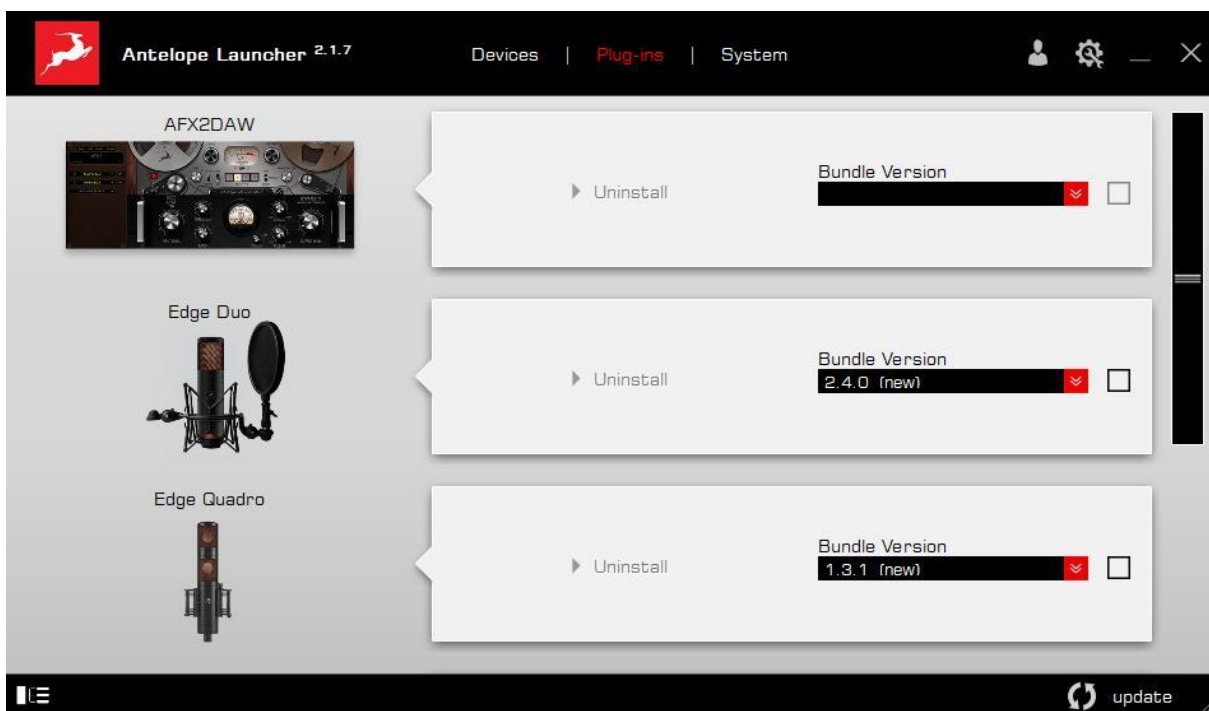 Antelope Launcher 2.1.7
Devices | Plug-ins | System
AFX2DAW
Uninstall
Bundle Version
Edge Duo
Uninstall
Bundle Version
2.4.0 (new)
Edge Quadro
Uninstall
Bundle Version
1.3.1 (new)
update